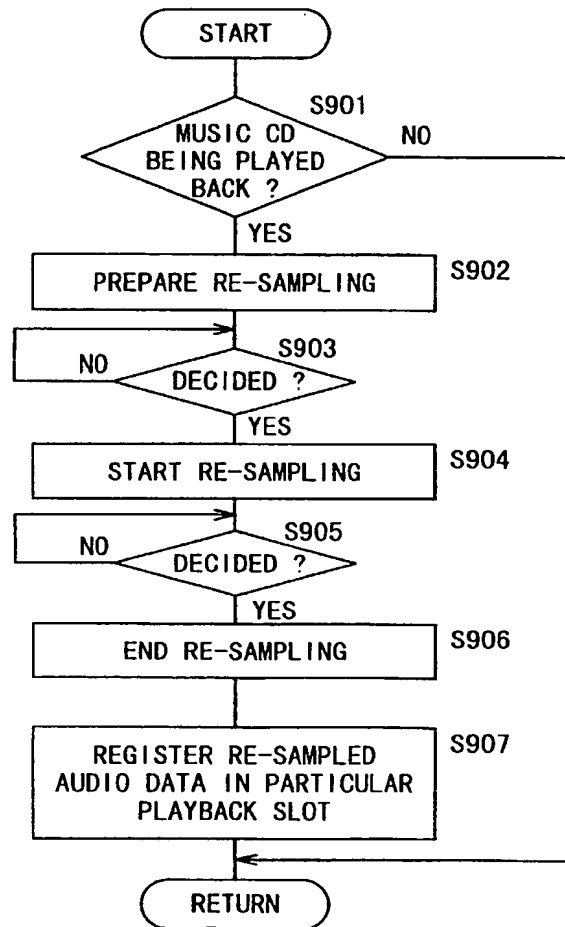 START
S901
MUSIC CD
BEING PLAYED
BACK ?
NO
YES
PREPARE RE-SAMPLING
S902
S903
NO
DECIDED ?
YES
START RE-SAMPLING
S904
S905
NO
DECIDED ?
YES
END RE-SAMPLING
S906
S907
REGISTER RE-SAMPLED
AUDIO DATA IN PARTICULAR
PLAYBACK SLOT
RETURN